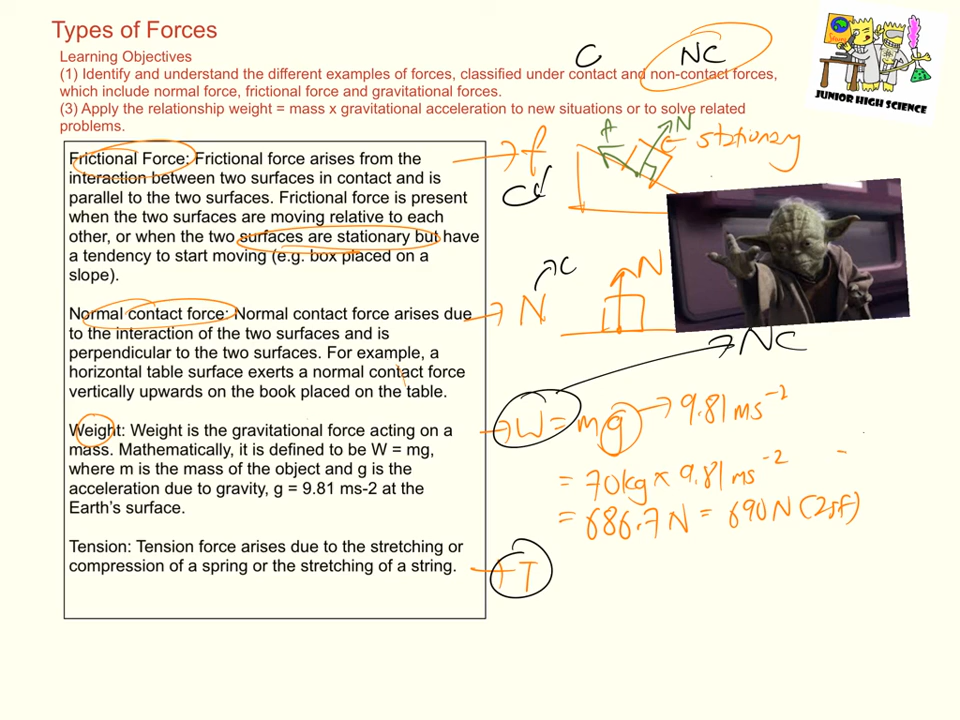 Types of Forces
Learning Objectives
(1) Identify and understand the different examples of forces, classified under contact and non-contact forces,
which include normal force, frictional force and gravitational forces.
(3) Apply the relationship weight = mass x gravitational acceleration to new situations or to solve related
problems.
C NC
JUNIOR HIGH SCIENCE
Frictional Force: Frictional force arises from the
interaction between two surfaces in contact and is
parallel to the two surfaces. Frictional force is present
when the two surfaces are moving relative to each
other, or when the two surfaces are stationary but have
a tendency to start moving (e.g. box placed on a
slope).
f
C
f N
stationary
Normal contact force: Normal contact force arises due
to the interaction of the two surfaces and is
perpendicular to the two surfaces. For example, a
horizontal table surface exerts a normal contact force
vertically upwards on the book placed on the table.
N C
N
NC
Weight: Weight is the gravitational force acting on a
mass. Mathematically, it is defined to be W = mg,
where m is the mass of the object and g is the
acceleration due to gravity, g = 9.81 ms-2 at the
Earth's surface.
W = mg → 9.81 ms⁻²
= 70kg × 9.81 ms⁻²
= 686.7N = 690N (2sf)
Tension: Tension force arises due to the stretching or
compression of a spring or the stretching of a string.
T